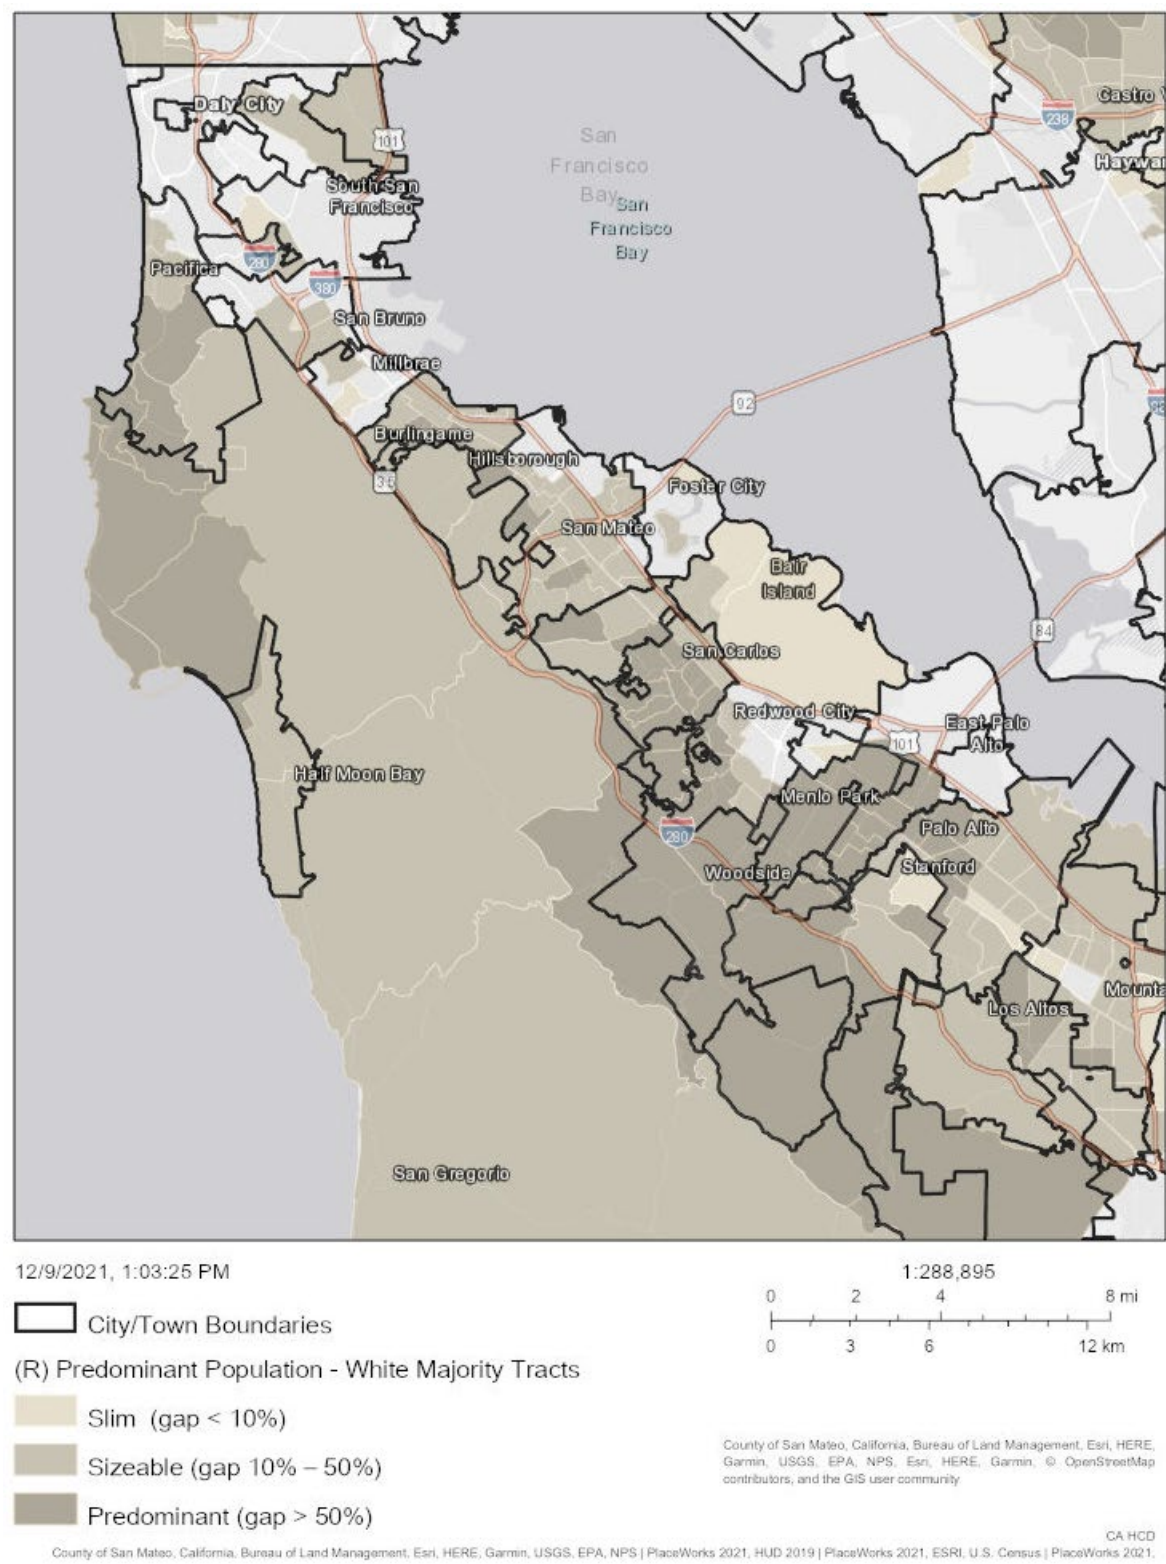 Castro
238
Daly City
101
Haywar
San
Francisco
Bay
South San
Francisco
San
Francisco
Bay
280
Pacifica
380
San Bruno
Millbrae
92
Burlingame
Hillsborough
35
Foster City
San Mateo
Bair
Island
84
San Carlos
Redwood City
East Palo
Alto
101
Half Moon Bay
Menlo Park
Palo Alto
280
Stanford
Woodside
Mounta
Los Altos
San Gregorio
12/9/2021, 1:03:25 PM
1:288,895
0 2 4 8 mi
0 3 6 12 km
City/Town Boundaries
(R) Predominant Population - White Majority Tracts
Slim (gap < 10%)
Sizeable (gap 10% – 50%)
Predominant (gap > 50%)
County of San Mateo, California, Bureau of Land Management, Esri, HERE,
Garmin, USGS, EPA, NPS, Esri, HERE, Garmin, © OpenStreetMap
contributors, and the GIS user community
CA HCD
County of San Mateo, California, Bureau of Land Management, Esri, HERE, Garmin, USGS, EPA, NPS | PlaceWorks 2021, HUD 2019 | PlaceWorks 2021, ESRI, U.S. Census | PlaceWorks 2021,